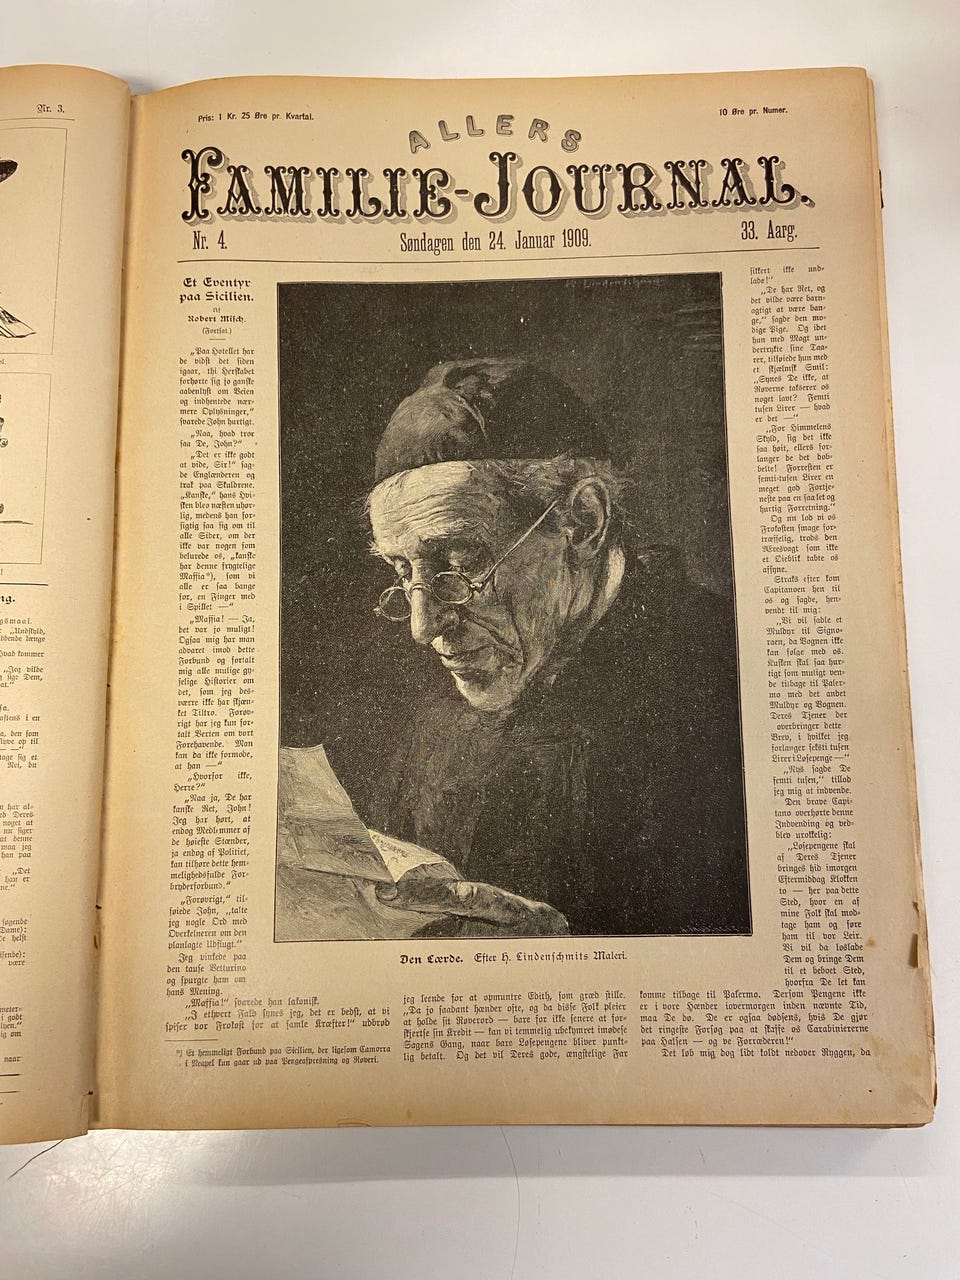 Nr. 3.
Pris: 1 Kr. 25 Øre pr. Kvartal.
10 Øre pr. Numer.
ALLERS
FAMILIE-JOURNAL.
Nr. 4.
Søndagen den 24. Januar 1909.
33. Aarg.
Et Eventyr
paa Sicilien.
Af
Robert Misch.
(Fortsat.)
„Paa Hotellet har
de vidst det siden
igaar, thi Herskabet
forhørte sig jo ganske
aabenlyst om Veien
og indhentede nær-
mere Oplysninger,“
svarede John hurtigt.
„Naa, hvad tror
saa De, John?“
„Det er ikke godt
at vide, Sir!“ sag-
de Englænderen og
trak paa Skuldrene.
„Kanske,“ hans Hvi-
sken blev næsten uhør-
lig, medens han for-
sigtig saa sig om til
alle Sider, om der
ikke var nogen som
belurede os, „kanske
har denne frygtelige
Maffia*), som vi
alle er saa bange
for, en Finger med
i Spillet —“
„Maffia! — Ja,
det var jo muligt!
Ogsaa mig har man
advaret imod dette
Forbund og fortalt
mig alle mulige gy-
selige Historier om
det, som jeg des-
værre ikke har skjæn-
ket Tiltro. Forøv-
rigt har jeg kun for-
talt Verten om vort
Forehavende. Man
kan da ikke formode,
at han —“
„Hvorfor ikke,
Herre?“
„Naa ja, De har
kanske Ret, John!
Jeg har hørt, at
endog Medlemmer af
de høieste Stænder,
ja endog af Politiet,
kan tilhøre dette hem-
melighedsfulde For-
bryderforbund.“
„Forøvrigt,“ til-
føiede John, „talte
jeg nogle Ord med
Overkelneren om den
planlagte Udflugt.“
Jeg vinkede paa
den tause Vetturino
og spurgte ham om
hans Mening.
„Maffia!“ svarede han lakonisk.
„I ethvert Fald synes jeg, det er bedst, at vi
spiser vor Frokost for at samle Kræfter!“ udbrød
*) Et hemmeligt Forbund paa Sicilien, der ligesom Camorra
i Neapel kun gaar ud paa Pengeafpresning og Røveri.
Den Lærde. Efter H. Lindenschmits Maleri.
jeg leende for at opmuntre Edith, som græd stille.
„Da jo saadant hænder ofte, og da disse Folk pleier
at holde sit Røverord — bare for ikke senere at for-
skjertse sin Kredit — kan vi temmelig ubekymret imødese
Sagens Gang, naar bare Løsepengene bliver punkt-
lig betalt. Og det vil Deres gode, ængstelige Far
sikkert ikke und-
lade!“
„De har Ret, og
det vilde være barn-
agtigt at være ban-
ge,“ sagde den mo-
dige Pige. Og idet
hun med Magt un-
dertrykte sine Taa-
rer, tilføiede hun med
et skjælmsk Smil:
„Synes De ikke, at
Røverne takserer os
noget lavt? Femti
tusen Lirer — hvad
er det —“
„For Himmelens
Skyld, sig det ikke
saa høit, ellers for-
langer de det dob-
belte! Forresten er
femti-tusen Lirer en
meget god Fortje-
neste paa en saa let og
hurtig Forretning.“
Og nu lod vi os
Frokosten smage for-
træffelig, trods den
Æresvagt som ikke
et Øieblik tabte os
afsyne.
Straks efter kom
Capitanoen hen til
os og sagde, hen-
vendt til mig:
„Vi vil sadle et
Muldyr til Signo-
raen, da Vognen ikke
kan følge med os.
Kusken skal saa hur-
tigt som muligt ven-
de tilbage til Paler-
mo med det andet
Muldyr og Vognen.
Deres Tjener der
overbringer dette
Brev, i hvilket jeg
forlanger seksti tusen
Lirer i Løsepenge —“
„Nys sagde De
femti tusen,“ tillod
jeg mig at indvende.
Den brave Capi-
tano overhørte denne
Indvending og ved-
blev urokkelig:
„Løsepengene skal
af Deres Tjener
bringes hid imorgen
Eftermiddag Klokken
to — her paa dette
Sted, hvor en af
mine Folk skal mod-
tage ham og føre
ham til vor Leir.
Vi vil da løslade
Dem og bringe Dem
til et beboet Sted,
hvorfra De let kan
komme tilbage til Palermo. Dersom Pengene ikke
er i vore Hænder iovermorgen inden nævnte Tid,
maa De dø. De er ogsaa dødsens, hvis De gjør
det ringeste Forsøg paa at skaffe os Carabiniererne
paa Halsen — og ve Forræderen!“
Det løb mig dog lidt koldt nedover Ryggen, da